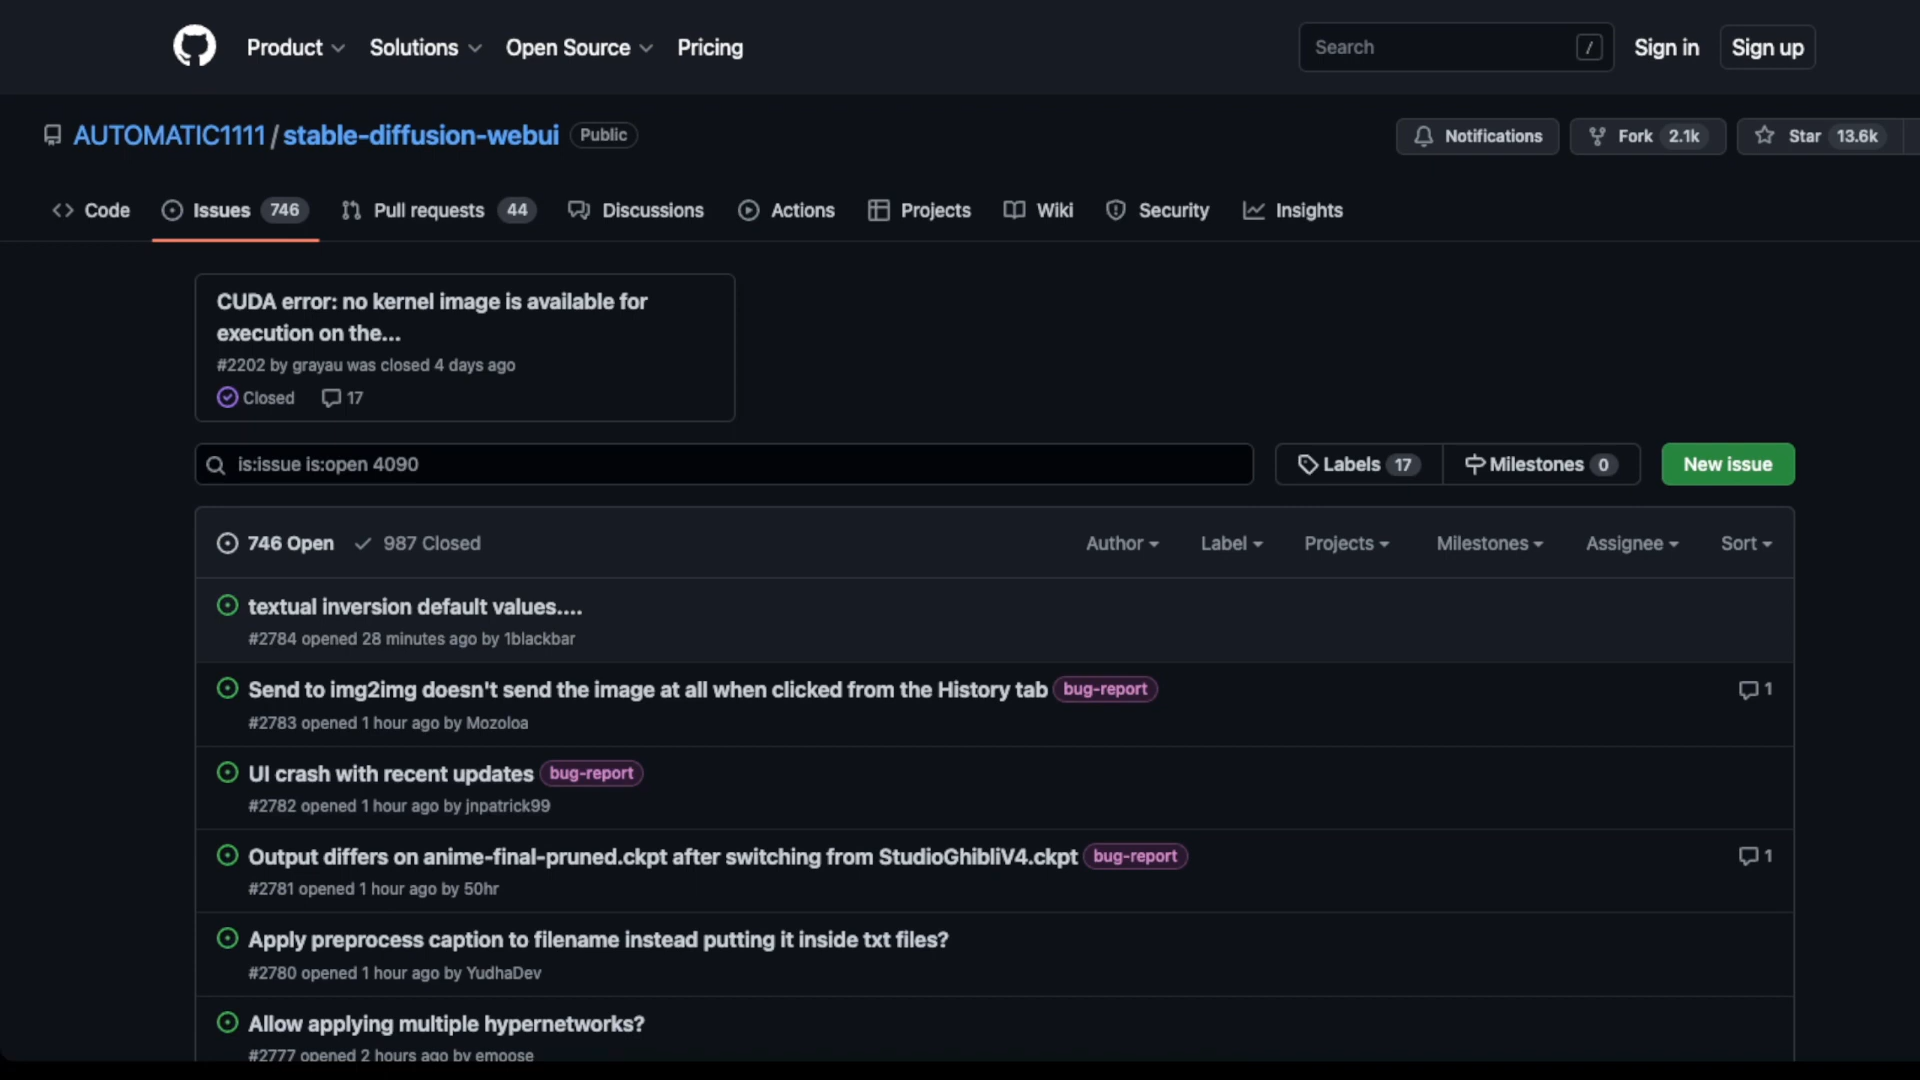 Product Solutions Open Source Pricing Search / Sign in Sign up
AUTOMATIC1111 / stable-diffusion-webui Public Notifications Fork 2.1k Star 13.6k
Code Issues 746 Pull requests 44 Discussions Actions Projects Wiki Security Insights
CUDA error: no kernel image is available for
execution on the...
#2202 by grayau was closed 4 days ago
Closed 17
is:issue is:open 4090 Labels 17 Milestones 0 New issue
746 Open 987 Closed Author Label Projects Milestones Assignee Sort
textual inversion default values....
#2784 opened 28 minutes ago by 1blackbar
Send to img2img doesn't send the image at all when clicked from the History tab bug-report 1
#2783 opened 1 hour ago by Mozoloa
UI crash with recent updates bug-report
#2782 opened 1 hour ago by jnpatrick99
Output differs on anime-final-pruned.ckpt after switching from StudioGhibliV4.ckpt bug-report 1
#2781 opened 1 hour ago by 50hr
Apply preprocess caption to filename instead putting it inside txt files?
#2780 opened 1 hour ago by YudhaDev
Allow applying multiple hypernetworks?
#2777 opened 2 hours ago by emoose